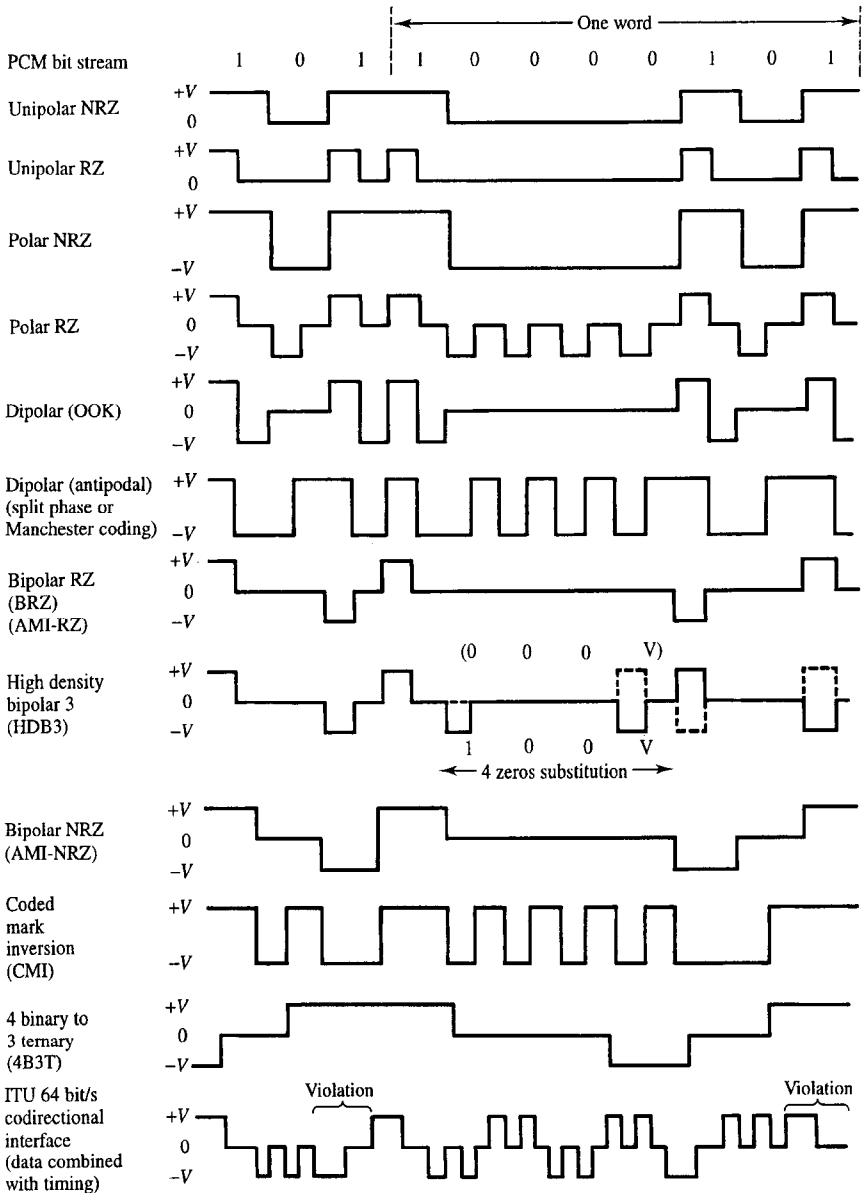 One word
PCM bit stream 1 0 1 1 0 0 0 0 1 0 1
Unipolar NRZ
+V
0
Unipolar RZ
+V
0
Polar NRZ
+V
−V
Polar RZ
+V
0
−V
Dipolar (OOK)
+V
0
−V
Dipolar (antipodal)
(split phase or
Manchester coding)
+V
−V
Bipolar RZ
(BRZ)
(AMI-RZ)
+V
0
−V
(0 0 0 V)
High density
bipolar 3
(HDB3)
+V
0
−V
1 0 0 V
4 zeros substitution
Bipolar NRZ
(AMI-NRZ)
+V
0
−V
Coded
mark
inversion
(CMI)
+V
−V
4 binary to
3 ternary
(4B3T)
+V
0
−V
ITU 64 bit/s
codirectional
interface
(data combined
with timing)
+V
0
−V
Violation
Violation